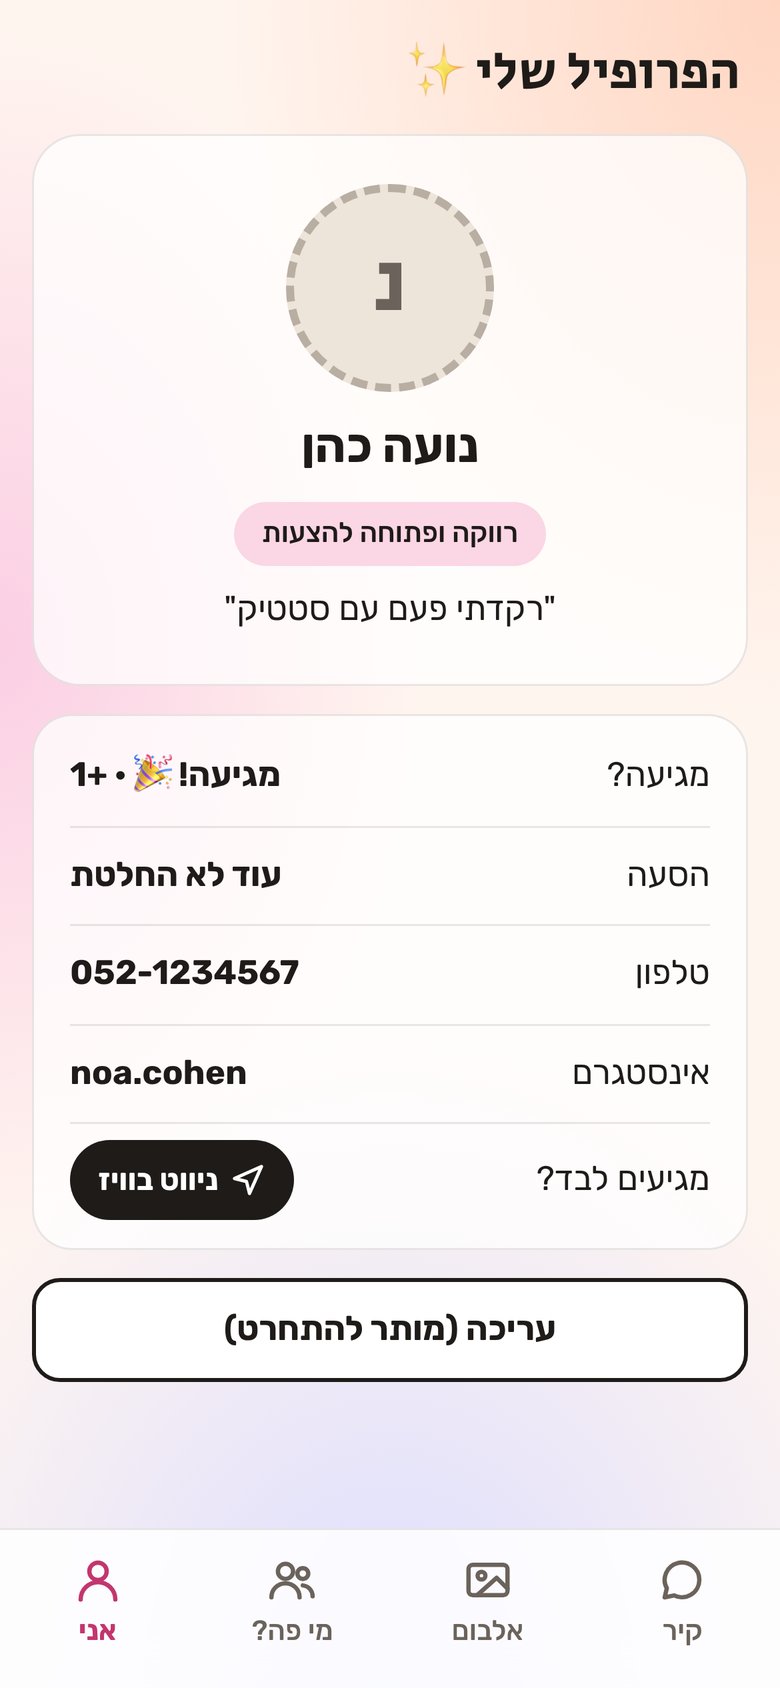 הפרופיל שלי ✨
נ
נועה כהן
רווקה ופתוחה להצעות
"רקדתי פעם עם סטטיק"
מגיעה? מגיעה! 🎉 • +1
הסעה עוד לא החלטת
טלפון 052-1234567
אינסטגרם noa.cohen
מגיעים לבד? ניווט בוויז
עריכה (מותר להתחרט)
קיר אלבום מי פה? אני